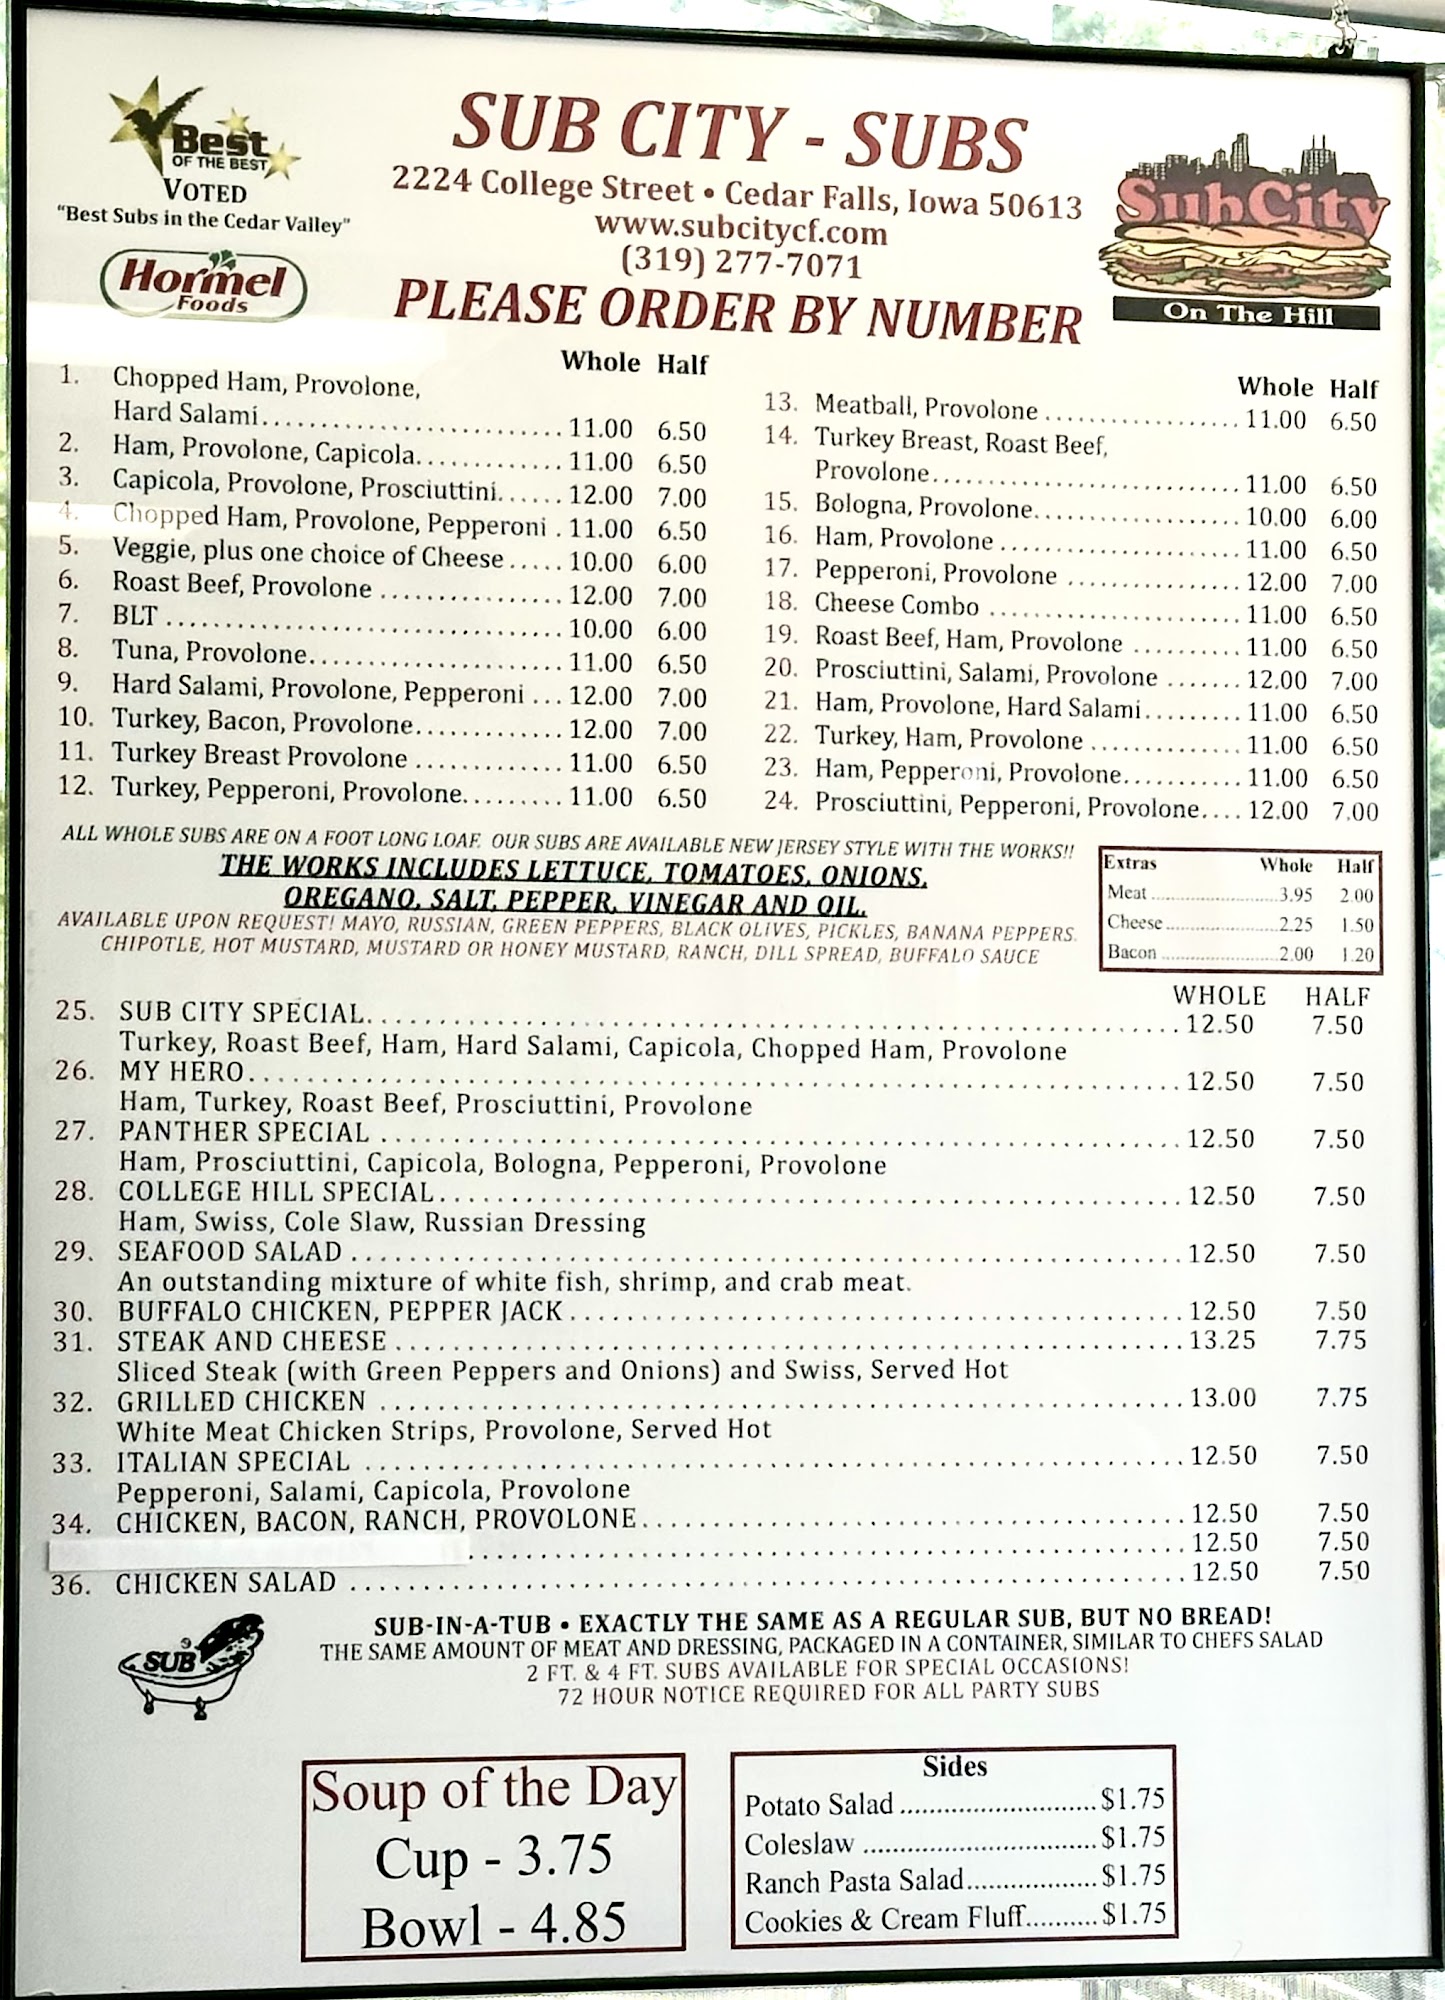 Best
OF THE BEST
VOTED
"Best Subs in the Cedar Valley"
Hormel
Foods
SUB CITY - SUBS
2224 College Street • Cedar Falls, Iowa 50613
www.subcitycf.com
(319) 277-7071
PLEASE ORDER BY NUMBER
SubCity
On The Hill
Whole Half
1. Chopped Ham, Provolone,
Hard Salami............................ 11.00 6.50
2. Ham, Provolone, Capicola............. 11.00 6.50
3. Capicola, Provolone, Prosciuttini...... 12.00 7.00
4. Chopped Ham, Provolone, Pepperoni . 11.00 6.50
5. Veggie, plus one choice of Cheese ..... 10.00 6.00
6. Roast Beef, Provolone ................ 12.00 7.00
7. BLT .................................. 10.00 6.00
8. Tuna, Provolone...................... 11.00 6.50
9. Hard Salami, Provolone, Pepperoni ... 12.00 7.00
10. Turkey, Bacon, Provolone............. 12.00 7.00
11. Turkey Breast Provolone ............. 11.00 6.50
12. Turkey, Pepperoni, Provolone......... 11.00 6.50
Whole Half
13. Meatball, Provolone ................. 11.00 6.50
14. Turkey Breast, Roast Beef,
Provolone........................... 11.00 6.50
15. Bologna, Provolone.................. 10.00 6.00
16. Ham, Provolone ..................... 11.00 6.50
17. Pepperoni, Provolone ............... 12.00 7.00
18. Cheese Combo ...................... 11.00 6.50
19. Roast Beef, Ham, Provolone .......... 11.00 6.50
20. Prosciuttini, Salami, Provolone ....... 12.00 7.00
21. Ham, Provolone, Hard Salami......... 11.00 6.50
22. Turkey, Ham, Provolone ............. 11.00 6.50
23. Ham, Pepperoni, Provolone........... 11.00 6.50
24. Prosciuttini, Pepperoni, Provolone.... 12.00 7.00
ALL WHOLE SUBS ARE ON A FOOT LONG LOAF. OUR SUBS ARE AVAILABLE NEW JERSEY STYLE WITH THE WORKS!!
THE WORKS INCLUDES LETTUCE, TOMATOES, ONIONS,
OREGANO, SALT, PEPPER, VINEGAR AND OIL.
AVAILABLE UPON REQUEST! MAYO, RUSSIAN, GREEN PEPPERS, BLACK OLIVES, PICKLES, BANANA PEPPERS.
CHIPOTLE, HOT MUSTARD, MUSTARD OR HONEY MUSTARD, RANCH, DILL SPREAD, BUFFALO SAUCE
Extras Whole Half
Meat ............................ 3.95 2.00
Cheese ......................... 2.25 1.50
Bacon .......................... 2.00 1.20
WHOLE HALF
25. SUB CITY SPECIAL............................................................ 12.50 7.50
Turkey, Roast Beef, Ham, Hard Salami, Capicola, Chopped Ham, Provolone
26. MY HERO..................................................................... 12.50 7.50
Ham, Turkey, Roast Beef, Prosciuttini, Provolone
27. PANTHER SPECIAL ........................................................... 12.50 7.50
Ham, Prosciuttini, Capicola, Bologna, Pepperoni, Provolone
28. COLLEGE HILL SPECIAL....................................................... 12.50 7.50
Ham, Swiss, Cole Slaw, Russian Dressing
29. SEAFOOD SALAD ............................................................. 12.50 7.50
An outstanding mixture of white fish, shrimp, and crab meat.
30. BUFFALO CHICKEN, PEPPER JACK............................................. 12.50 7.50
31. STEAK AND CHEESE .......................................................... 13.25 7.75
Sliced Steak (with Green Peppers and Onions) and Swiss, Served Hot
32. GRILLED CHICKEN ........................................................... 13.00 7.75
White Meat Chicken Strips, Provolone, Served Hot
33. ITALIAN SPECIAL ............................................................ 12.50 7.50
Pepperoni, Salami, Capicola, Provolone
34. CHICKEN, BACON, RANCH, PROVOLONE........................................ 12.50 7.50
..................................................... 12.50 7.50
36. CHICKEN SALAD .............................................................. 12.50 7.50
SUB
SUB-IN-A-TUB • EXACTLY THE SAME AS A REGULAR SUB, BUT NO BREAD!
THE SAME AMOUNT OF MEAT AND DRESSING, PACKAGED IN A CONTAINER, SIMILAR TO CHEFS SALAD
2 FT. & 4 FT. SUBS AVAILABLE FOR SPECIAL OCCASIONS!
72 HOUR NOTICE REQUIRED FOR ALL PARTY SUBS
Soup of the Day
Cup - 3.75
Bowl - 4.85
Sides
Potato Salad ............................ $1.75
Coleslaw ................................. $1.75
Ranch Pasta Salad................... $1.75
Cookies & Cream Fluff.......... $1.75